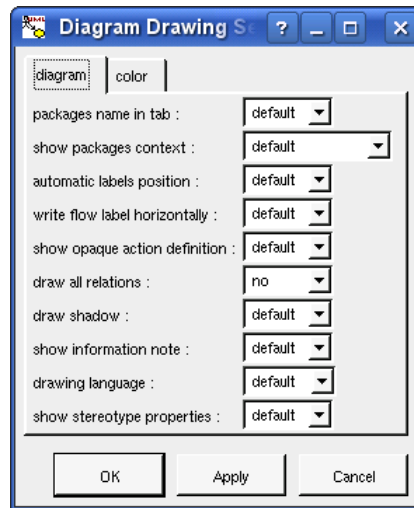 Diagram Drawing Se
diagram color
packages name in tab : default
show packages context : default
automatic labels position : default
write flow label horizontally : default
show opaque action definition : default
draw all relations : no
draw shadow : default
show information note : default
drawing language : default
show stereotype properties : default
OK Apply Cancel